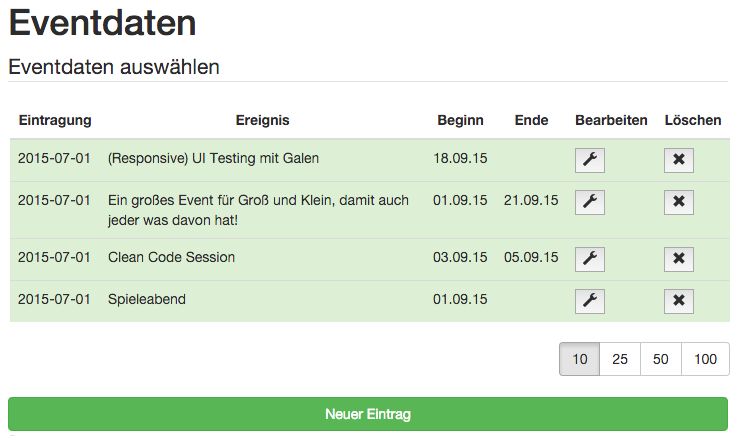 Eventdaten
Eventdaten auswählen
Eintragung Ereignis Beginn Ende Bearbeiten Löschen
2015-07-01 (Responsive) UI Testing mit Galen 18.09.15
2015-07-01 Ein großes Event für Groß und Klein, damit auch 01.09.15 21.09.15
jeder was davon hat!
2015-07-01 Clean Code Session 03.09.15 05.09.15
2015-07-01 Spieleabend 01.09.15
10 25 50 100
Neuer Eintrag